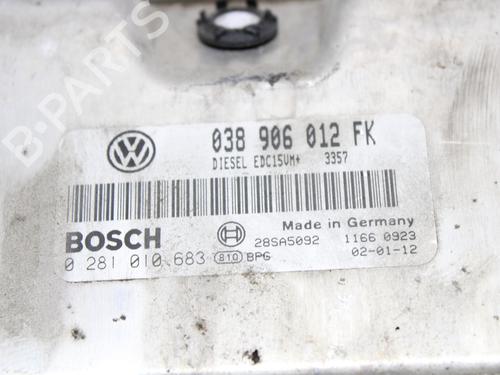 B-PARTS
038 906 012 FK
DIESEL EDC15VM+ 3357
Made in Germany
BOSCH 28SA5092 1166 0923
0 281 010 683 810 BPG 02-01-12